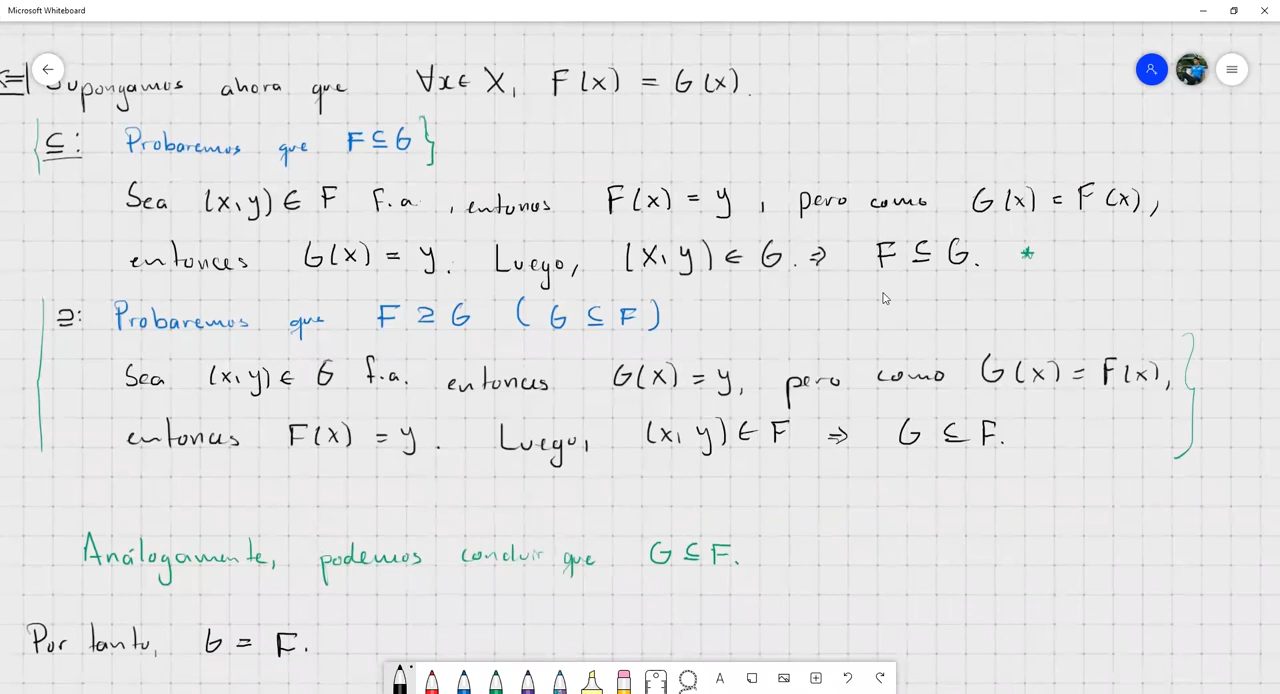 Microsoft Whiteboard
⇐| Supongamos ahora que ∀x∈ X, F(x) = G(x).
⊆: Probaremos que F⊆G
Sea (x,y)∈ F f.a , entonces F(x) = y , pero como G(x) = F(x),
entonces G(x) = y. Luego, (x,y) ∈ G. ⇒ F ⊆ G. *
⊇: Probaremos que F ⊇ G (G ⊆ F)
Sea (x,y)∈ G f.a. entonces G(x) = y, pero como G(x) = F(x),
entonces F(x) = y. Luego, (x,y)∈ F ⇒ G ⊆ F.
Análogamente, podemos concluir que G ⊆ F.
Por tanto, G = F.